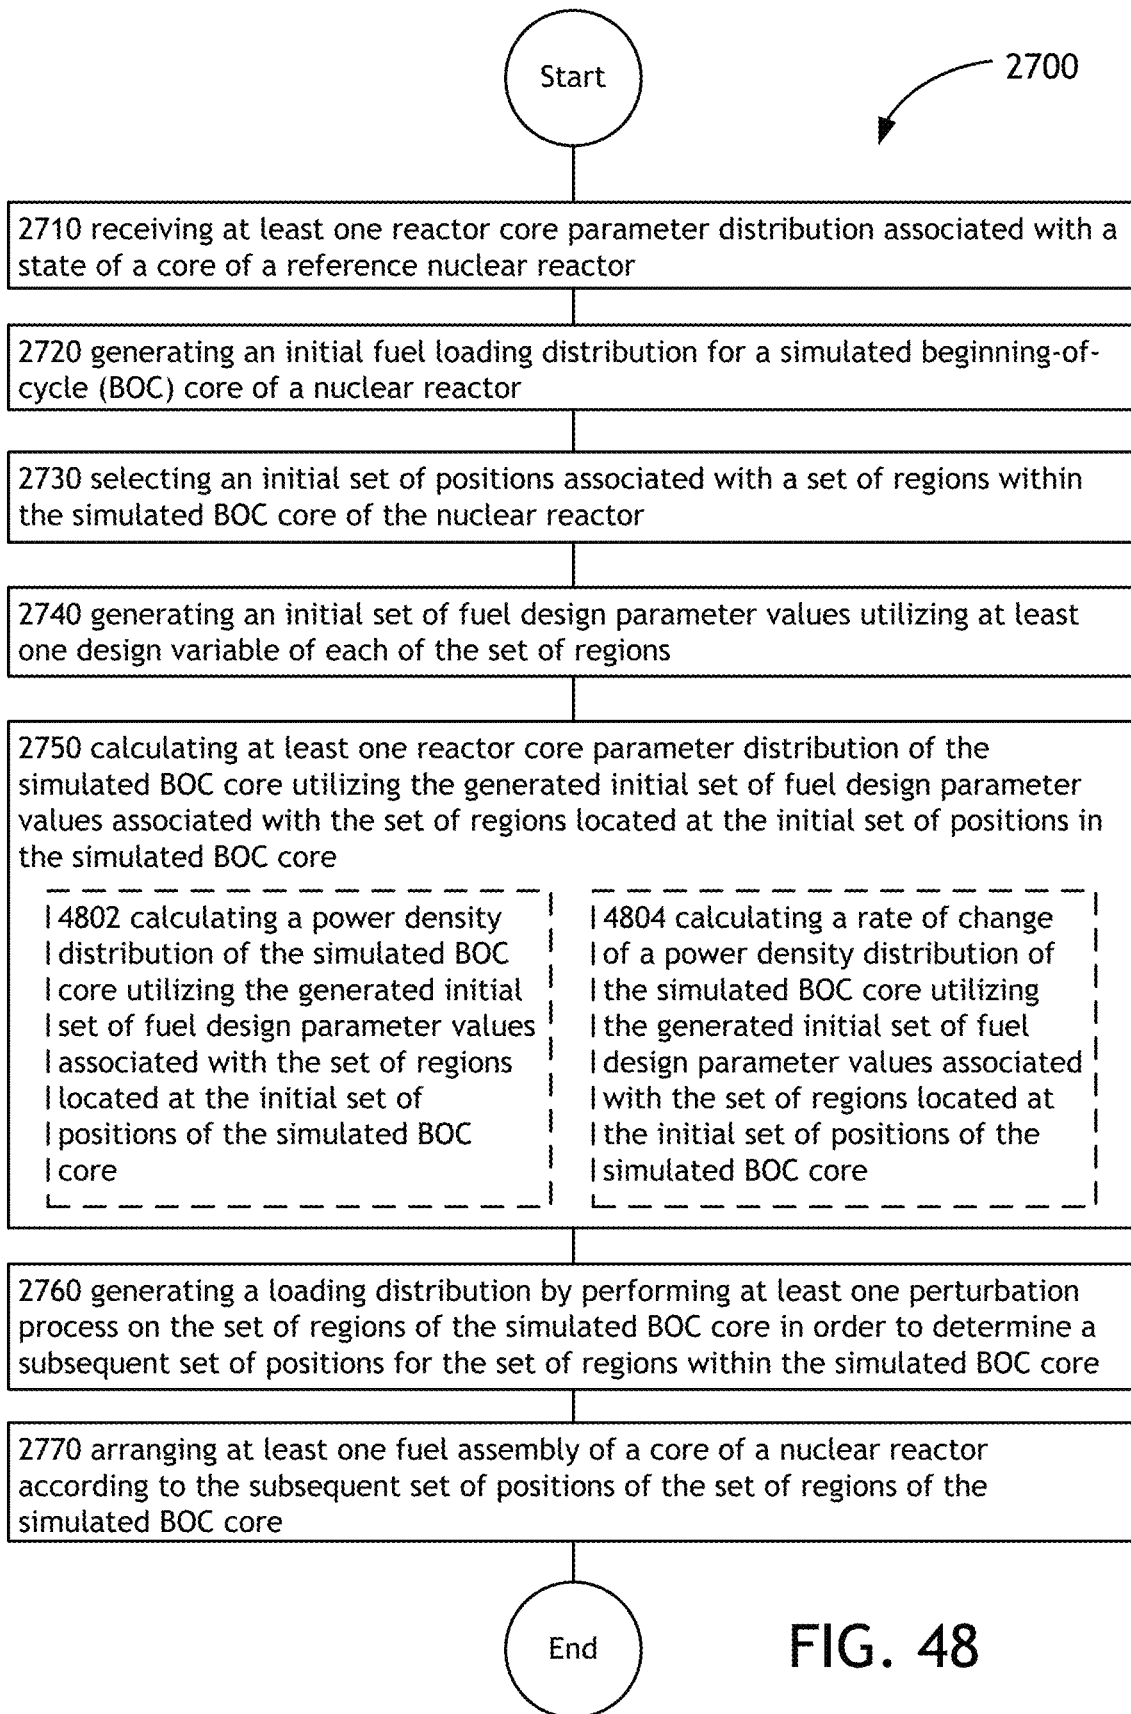 Start
2700
2710 receiving at least one reactor core parameter distribution associated with a
state of a core of a reference nuclear reactor
2720 generating an initial fuel loading distribution for a simulated beginning-of-
cycle (BOC) core of a nuclear reactor
2730 selecting an initial set of positions associated with a set of regions within
the simulated BOC core of the nuclear reactor
2740 generating an initial set of fuel design parameter values utilizing at least
one design variable of each of the set of regions
2750 calculating at least one reactor core parameter distribution of the
simulated BOC core utilizing the generated initial set of fuel design parameter
values associated with the set of regions located at the initial set of positions in
the simulated BOC core
4802 calculating a power density
distribution of the simulated BOC
core utilizing the generated initial
set of fuel design parameter values
associated with the set of regions
located at the initial set of
positions of the simulated BOC
core
4804 calculating a rate of change
of a power density distribution of
the simulated BOC core utilizing
the generated initial set of fuel
design parameter values associated
with the set of regions located at
the initial set of positions of the
simulated BOC core
2760 generating a loading distribution by performing at least one perturbation
process on the set of regions of the simulated BOC core in order to determine a
subsequent set of positions for the set of regions within the simulated BOC core
2770 arranging at least one fuel assembly of a core of a nuclear reactor
according to the subsequent set of positions of the set of regions of the
simulated BOC core
End
FIG. 48